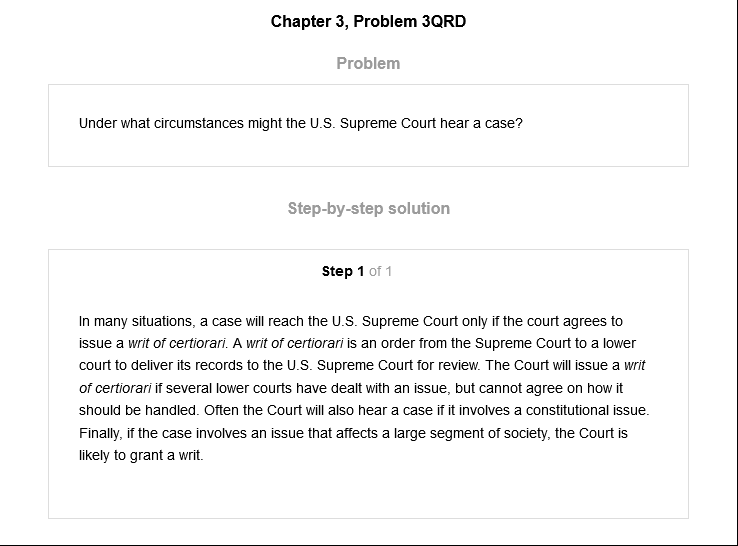 Chapter 3, Problem 3QRD
Problem
Under what circumstances might the U.S. Supreme Court hear a case?
Step-by-step solution
Step 1 of 1
In many situations, a case will reach the U.S. Supreme Court only if the court agrees to
issue a writ of certiorari. A writ of certiorari is an order from the Supreme Court to a lower
court to deliver its records to the U.S. Supreme Court for review. The Court will issue a writ
of certiorari if several lower courts have dealt with an issue, but cannot agree on how it
should be handled. Often the Court will also hear a case if it involves a constitutional issue.
Finally, if the case involves an issue that affects a large segment of society, the Court is
likely to grant a writ.